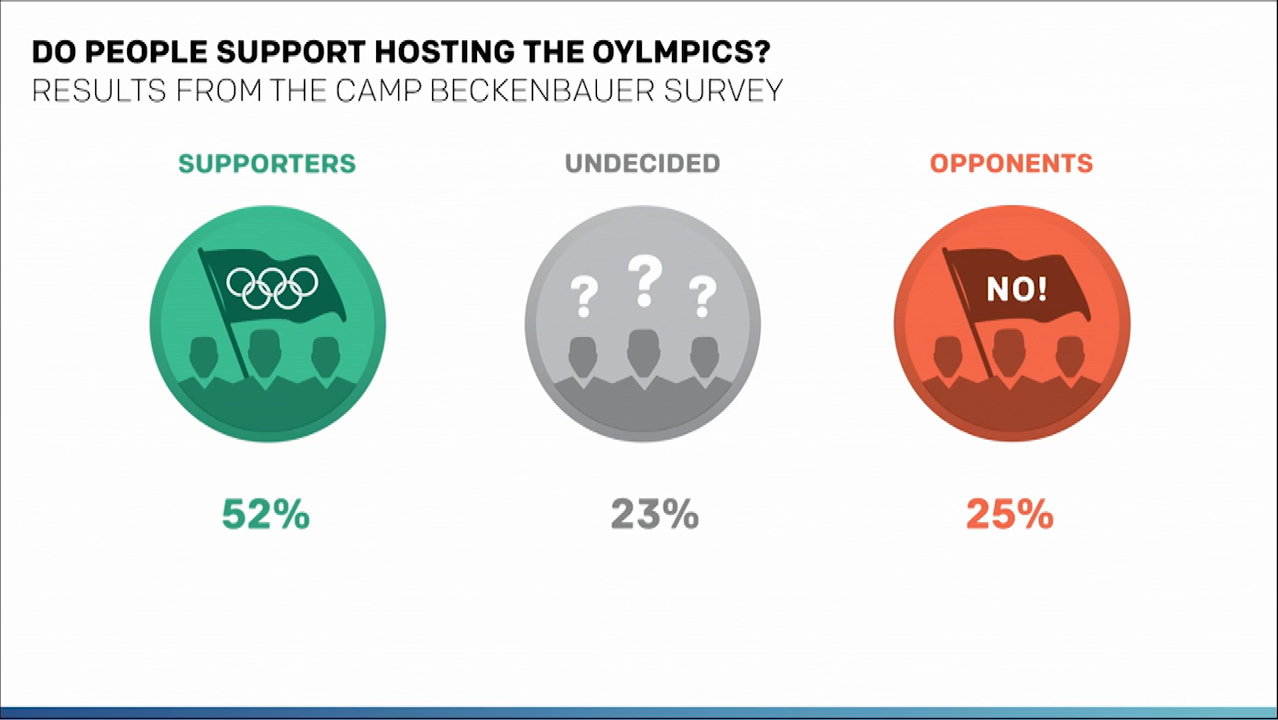 DO PEOPLE SUPPORT HOSTING THE OYLMPICS?
RESULTS FROM THE CAMP BECKENBAUER SURVEY
SUPPORTERS
UNDECIDED
OPPONENTS
? ? ?
NO!
52%
23%
25%